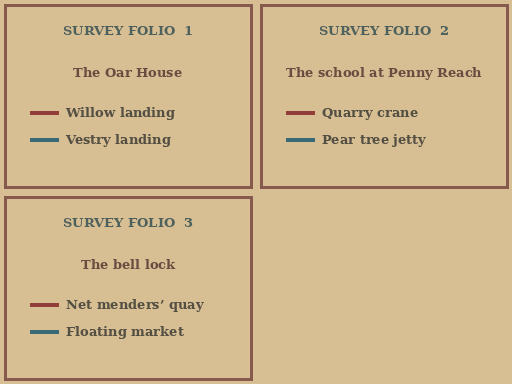 SURVEY FOLIO 1
The Oar House
Willow landing
Vestry landing
SURVEY FOLIO 2
The school at Penny Reach
Quarry crane
Pear tree jetty
SURVEY FOLIO 3
The bell lock
Net menders’ quay
Floating market